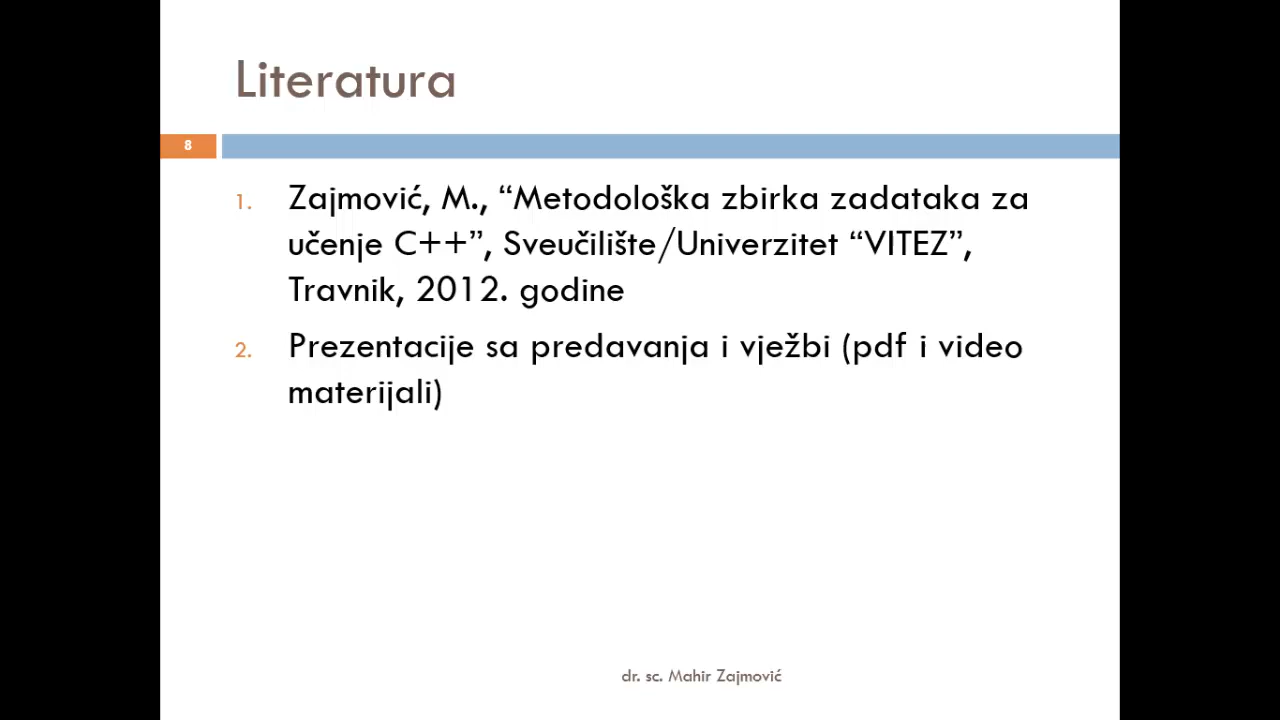 Literatura
8
1. Zajmović, M., “Metodološka zbirka zadataka za
učenje C++”, Sveučilište/Univerzitet “VITEZ”,
Travnik, 2012. godine
2. Prezentacije sa predavanja i vježbi (pdf i video
materijali)
dr. sc. Mahir Zajmović